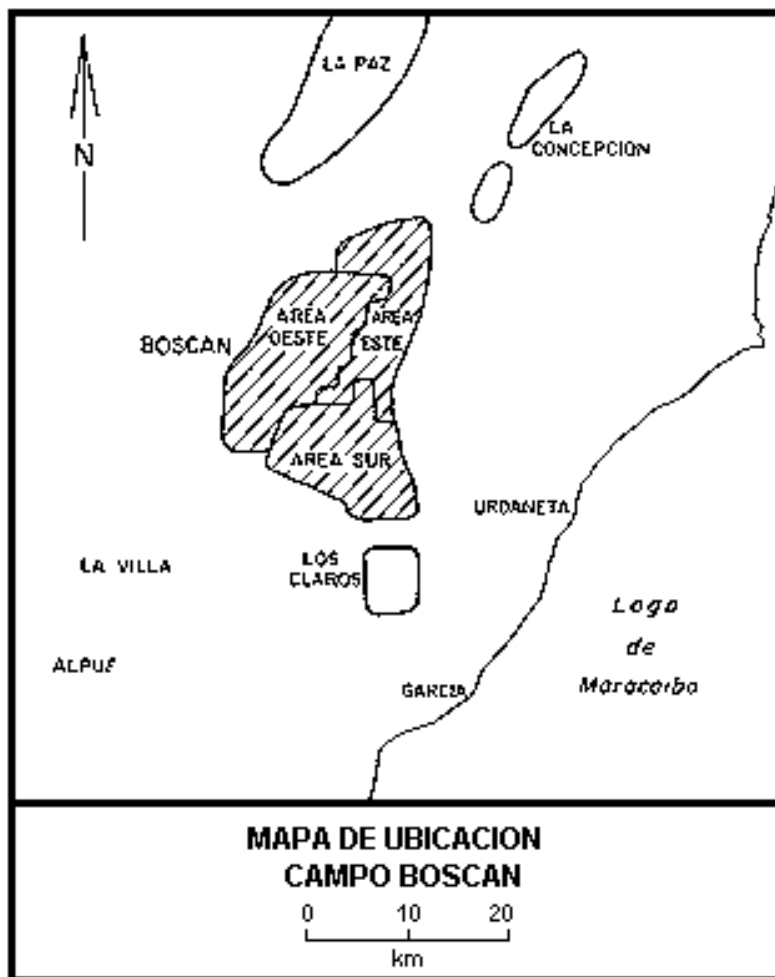 LA PAZ
LA
CONCEPCION
N
AREA
OESTE
AREA
ESTE
BOSCAN
AREA SUR
URDANETA
LOS
CLAROS
LA VILLA
ALPUF
Lago
de
Maracaibo
GARCIA
MAPA DE UBICACION
CAMPO BOSCAN
0 10 20
km